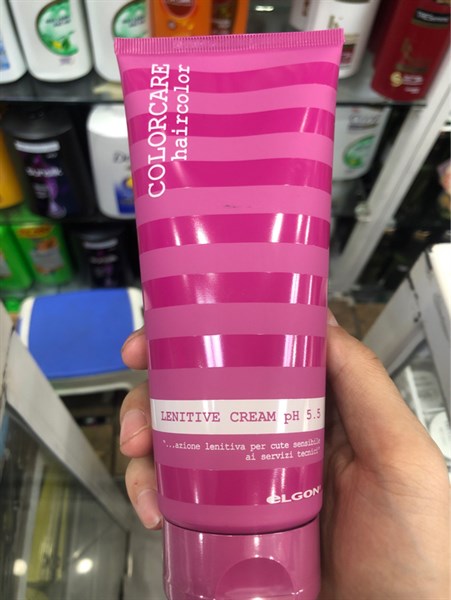 COLORCARE
haircolor
LENITIVE CREAM pH 5.5
"...azione lenitiva per cute sensibile
ai servizi tecnici"
eLGON